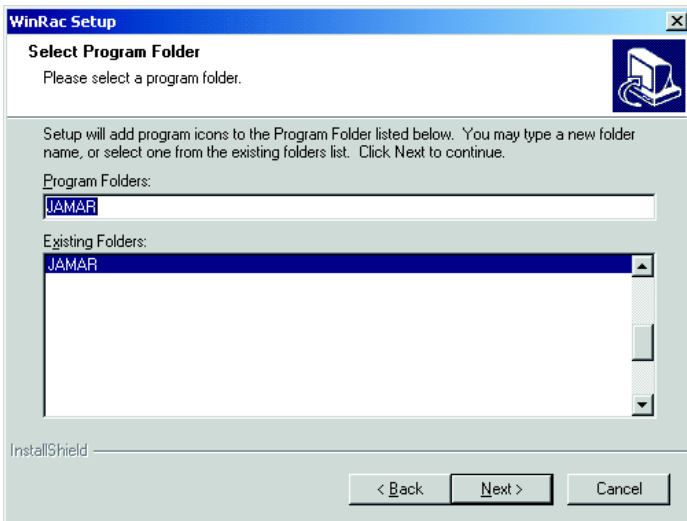 WinRac Setup
Select Program Folder
Please select a program folder.
Setup will add program icons to the Program Folder listed below. You may type a new folder
name, or select one from the existing folders list. Click Next to continue.
Program Folders:
JAMAR
Existing Folders:
JAMAR
InstallShield
< Back Next > Cancel